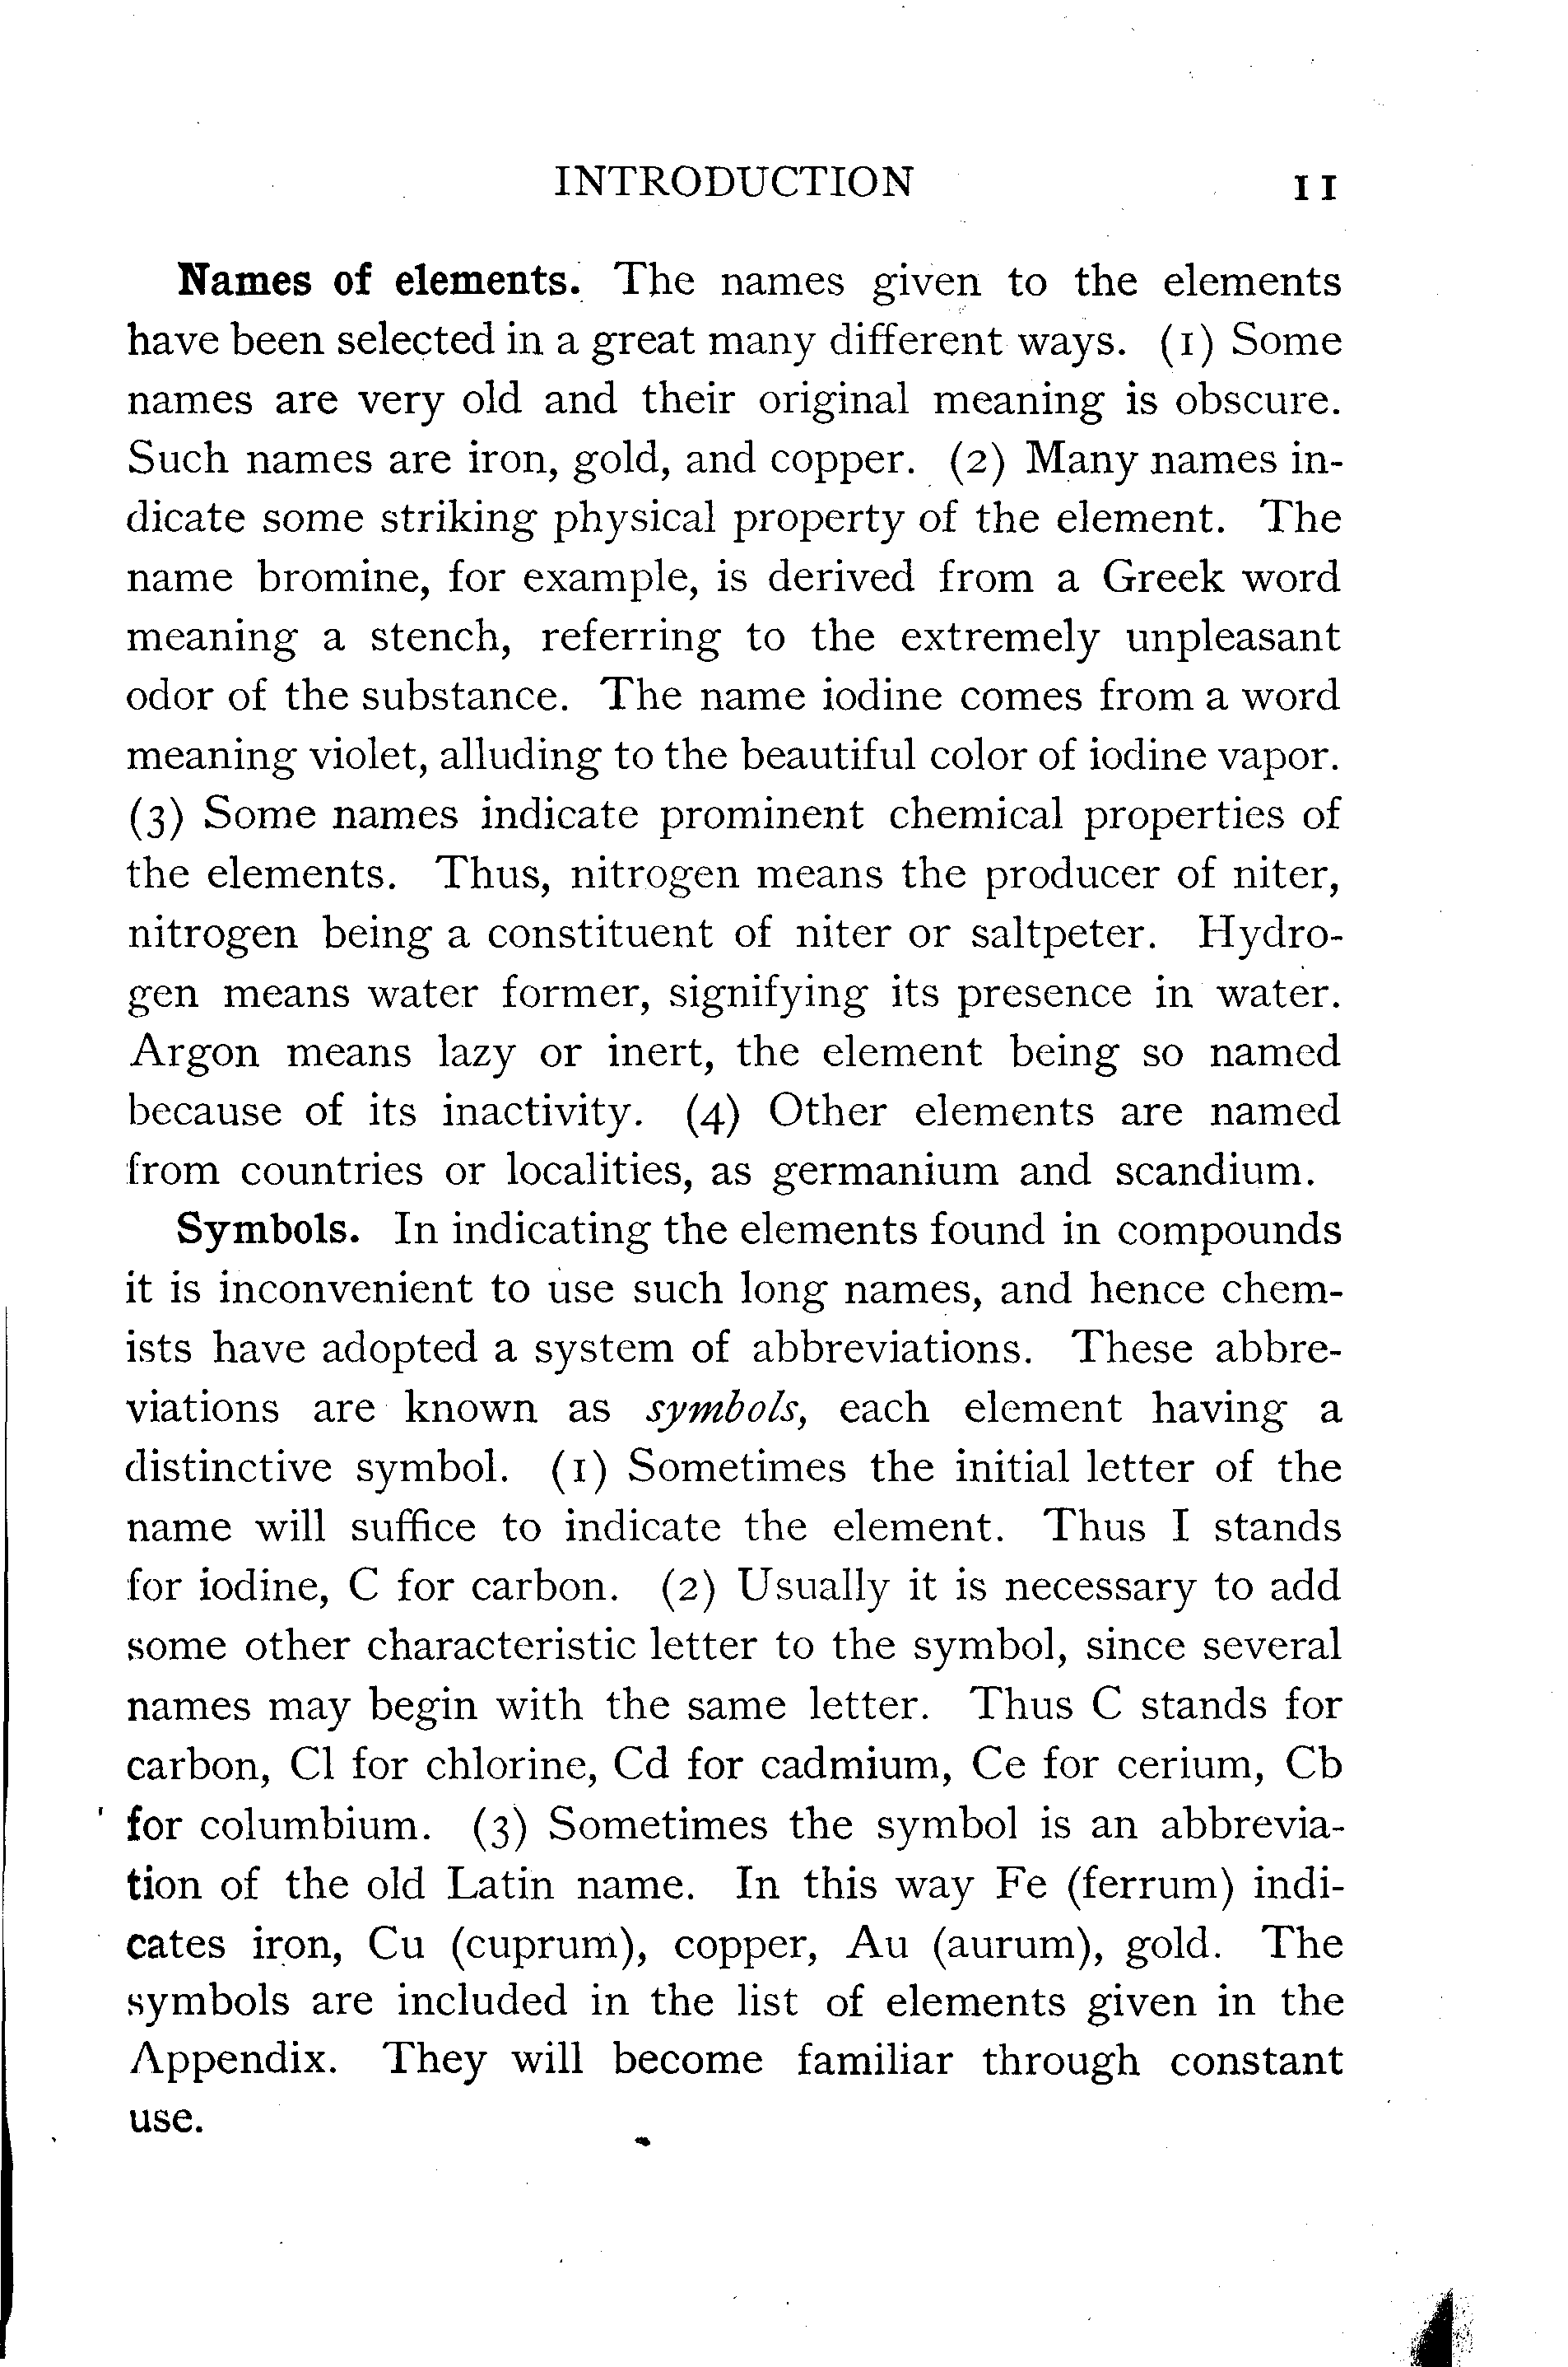 INTRODUCTION 11
Names of elements. The names given to the elements
have been selected in a great many different ways. (1) Some
names are very old and their original meaning is obscure.
Such names are iron, gold, and copper. (2) Many names in-
dicate some striking physical property of the element. The
name bromine, for example, is derived from a Greek word
meaning a stench, referring to the extremely unpleasant
odor of the substance. The name iodine comes from a word
meaning violet, alluding to the beautiful color of iodine vapor.
(3) Some names indicate prominent chemical properties of
the elements. Thus, nitrogen means the producer of niter,
nitrogen being a constituent of niter or saltpeter. Hydro-
gen means water former, signifying its presence in water.
Argon means lazy or inert, the element being so named
because of its inactivity. (4) Other elements are named
from countries or localities, as germanium and scandium.
Symbols. In indicating the elements found in compounds
it is inconvenient to use such long names, and hence chem-
ists have adopted a system of abbreviations. These abbre-
viations are known as symbols, each element having a
distinctive symbol. (1) Sometimes the initial letter of the
name will suffice to indicate the element. Thus I stands
for iodine, C for carbon. (2) Usually it is necessary to add
some other characteristic letter to the symbol, since several
names may begin with the same letter. Thus C stands for
carbon, Cl for chlorine, Cd for cadmium, Ce for cerium, Cb
for columbium. (3) Sometimes the symbol is an abbrevia-
tion of the old Latin name. In this way Fe (ferrum) indi-
cates iron, Cu (cuprum), copper, Au (aurum), gold. The
symbols are included in the list of elements given in the
Appendix. They will become familiar through constant
use.